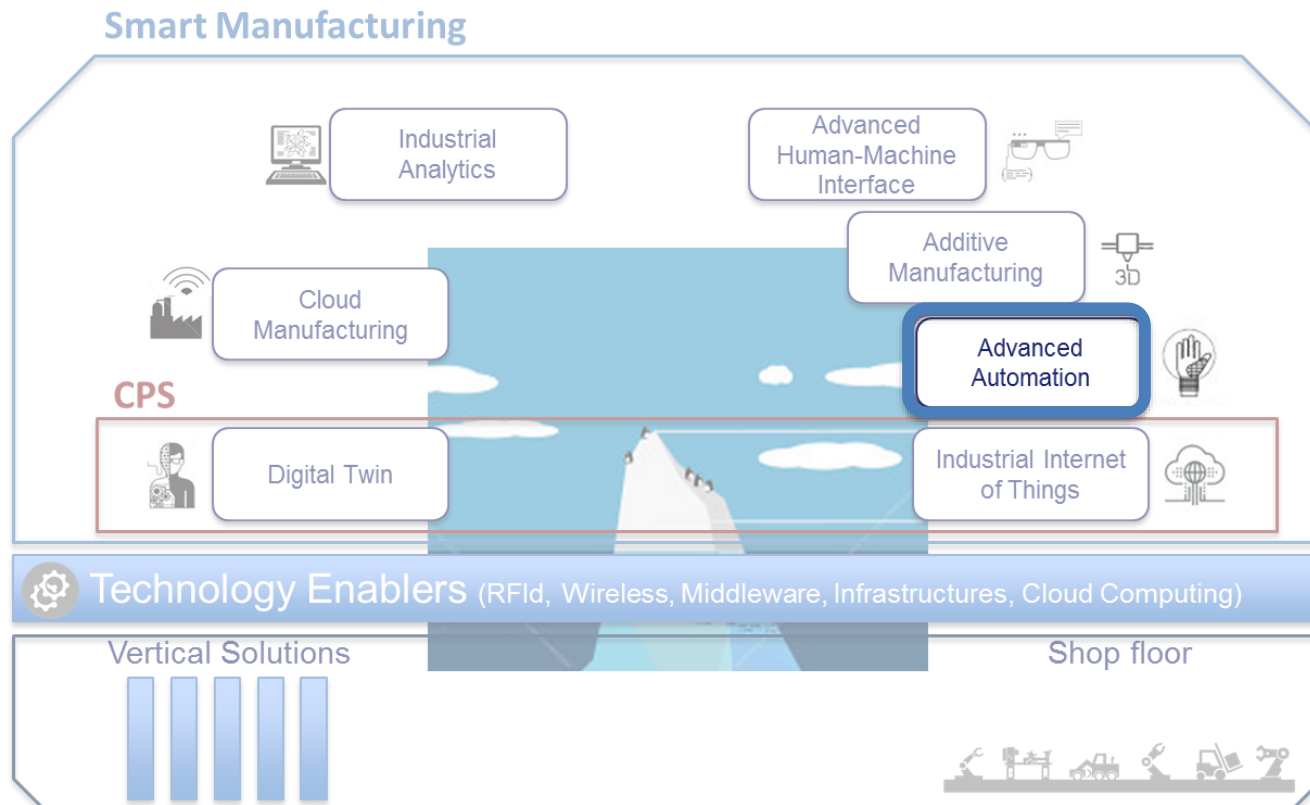 Smart Manufacturing
Industrial
Analytics
Advanced
Human-Machine
Interface
Additive
Manufacturing
3D
Cloud
Manufacturing
Advanced
Automation
CPS
Digital Twin
Industrial Internet
of Things
Technology Enablers (RFId, Wireless, Middleware, Infrastructures, Cloud Computing)
Vertical Solutions
Shop floor